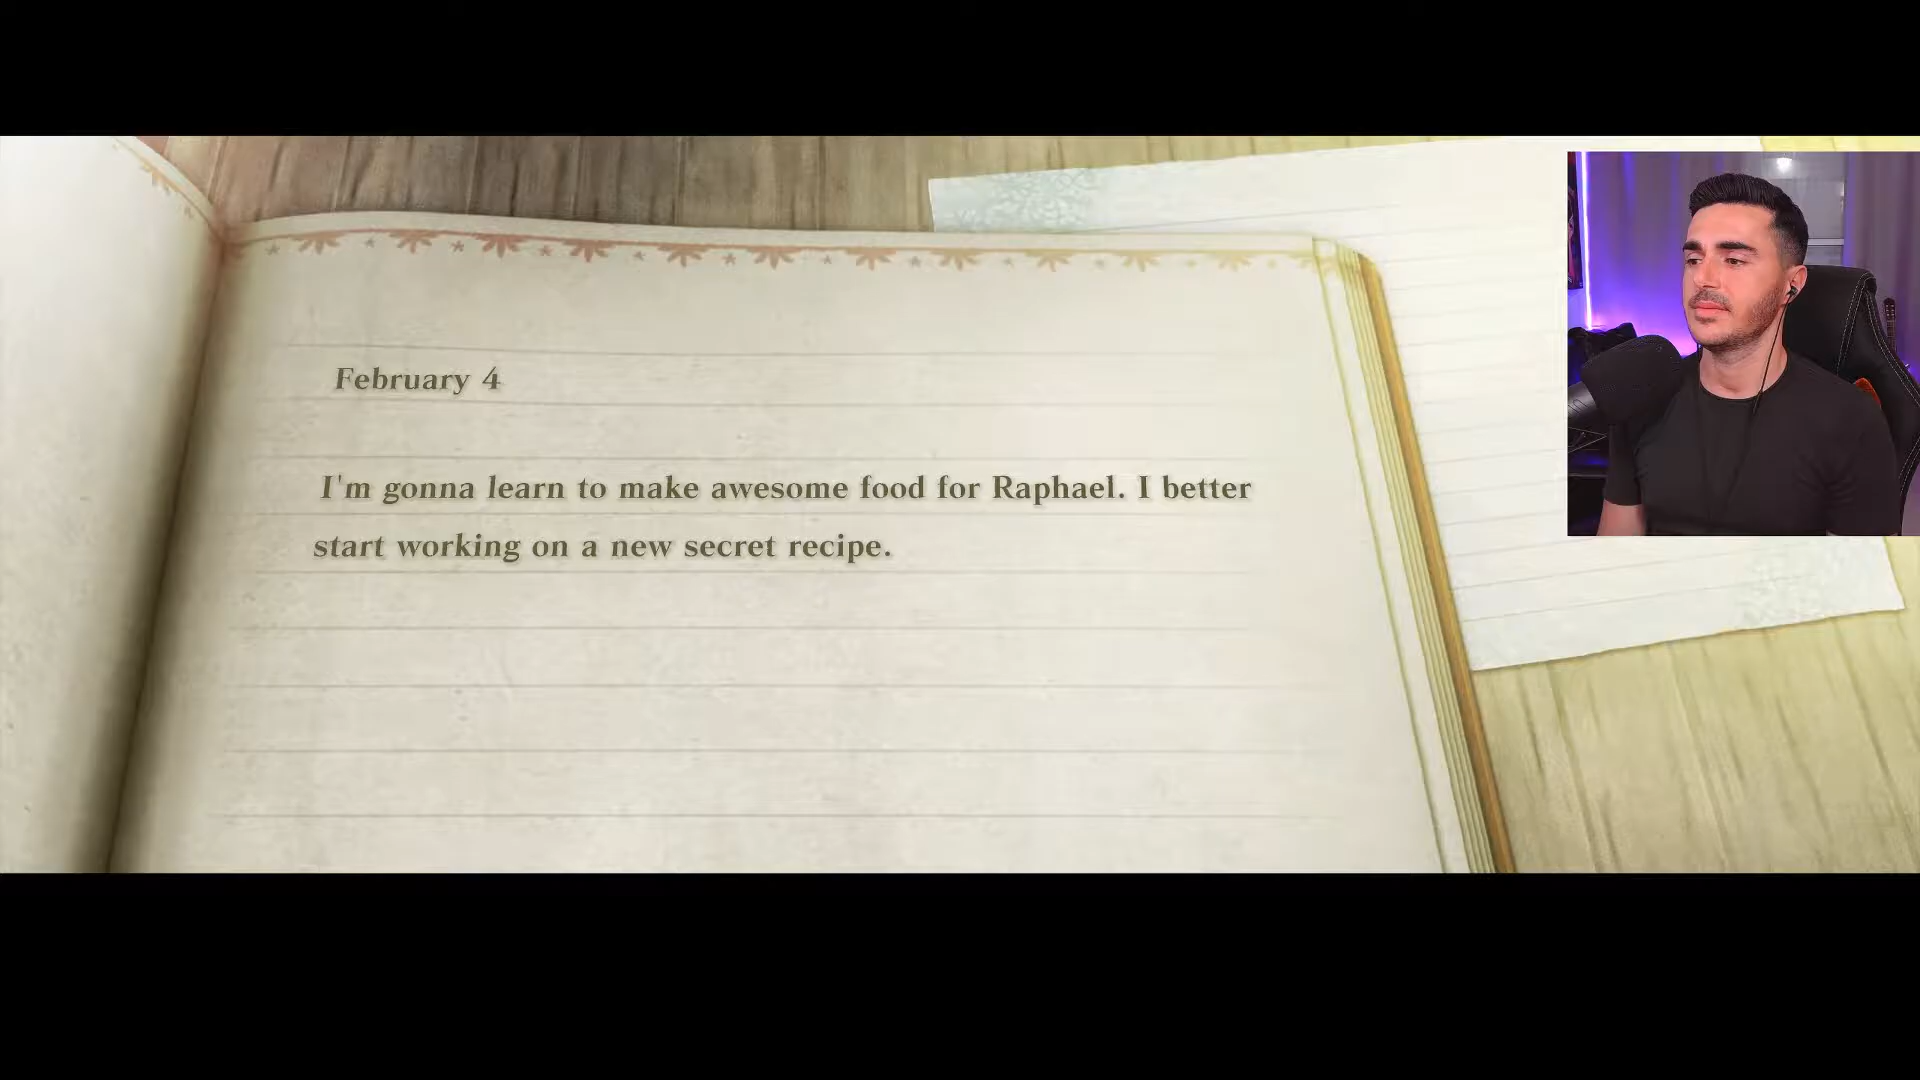 February 4
I'm gonna learn to make awesome food for Raphael. I better
start working on a new secret recipe.